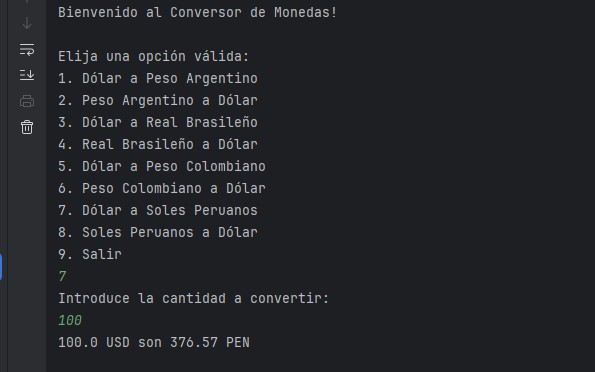 Bienvenido al Conversor de Monedas!
Elija una opción válida:
1. Dólar a Peso Argentino
2. Peso Argentino a Dólar
3. Dólar a Real Brasileño
4. Real Brasileño a Dólar
5. Dólar a Peso Colombiano
6. Peso Colombiano a Dólar
7. Dólar a Soles Peruanos
8. Soles Peruanos a Dólar
9. Salir
7
Introduce la cantidad a convertir:
100
100.0 USD son 376.57 PEN